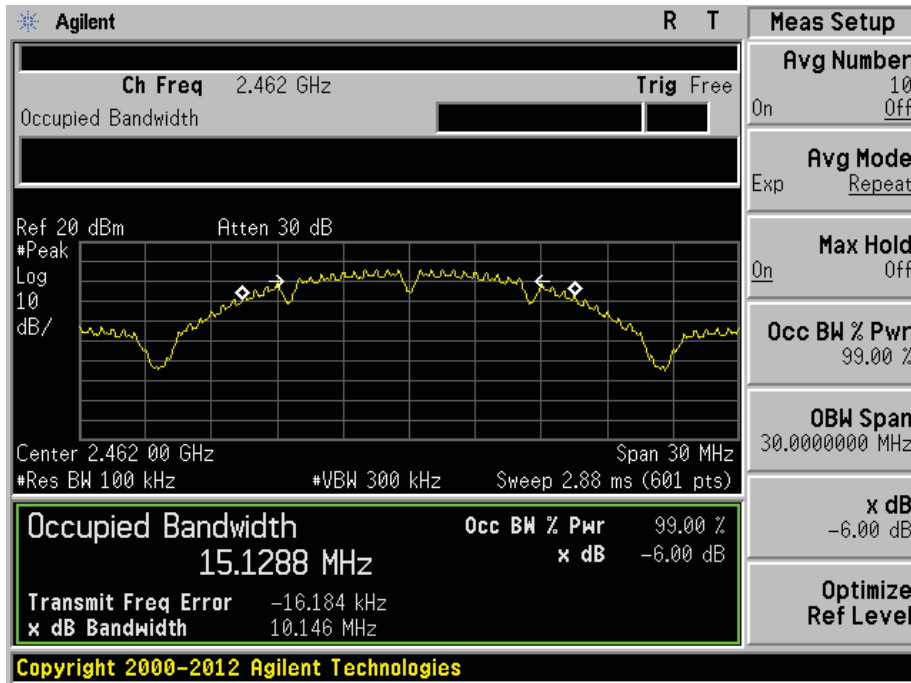 Agilent R T
Ch Freq 2.462 GHz Trig Free
Occupied Bandwidth
Ref 20 dBm Atten 30 dB
#Peak
Log
10
dB/
Center 2.462 00 GHz Span 30 MHz
#Res BW 100 kHz #VBW 300 kHz Sweep 2.88 ms (601 pts)
Occupied Bandwidth Occ BW % Pwr 99.00 %
15.1288 MHz x dB -6.00 dB
Transmit Freq Error -16.184 kHz
x dB Bandwidth 10.146 MHz
Copyright 2000-2012 Agilent Technologies
Meas Setup
Avg Number
10
On Off
Avg Mode
Exp Repeat
Max Hold
On Off
Occ BW % Pwr
99.00 %
OBW Span
30.0000000 MHz
x dB
-6.00 dB
Optimize
Ref Level